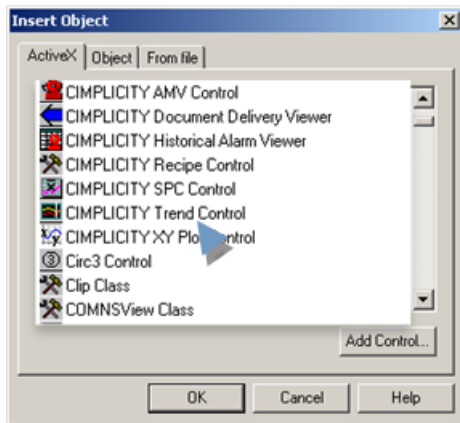 Insert Object
ActiveX Object From file
CIMPLICITY AMV Control
CIMPLICITY Document Delivery Viewer
CIMPLICITY Historical Alarm Viewer
CIMPLICITY Recipe Control
CIMPLICITY SPC Control
CIMPLICITY Trend Control
CIMPLICITY XY Plot Control
Circ3 Control
Clip Class
COMNSView Class
Add Control...
OK Cancel Help